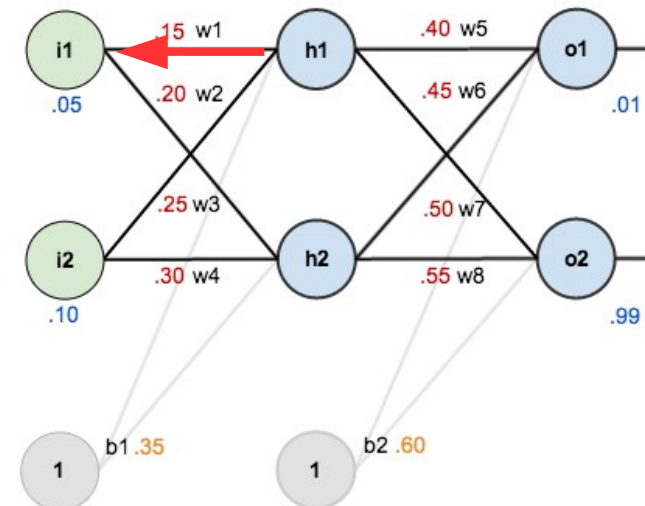 .15 w1
i1
h1
.40 w5
o1
.05
.20 w2
.45 w6
.01
.25 w3
.50 w7
i2
h2
o2
.30 w4
.55 w8
.10
.99
b1 .35
b2 .60
1
1